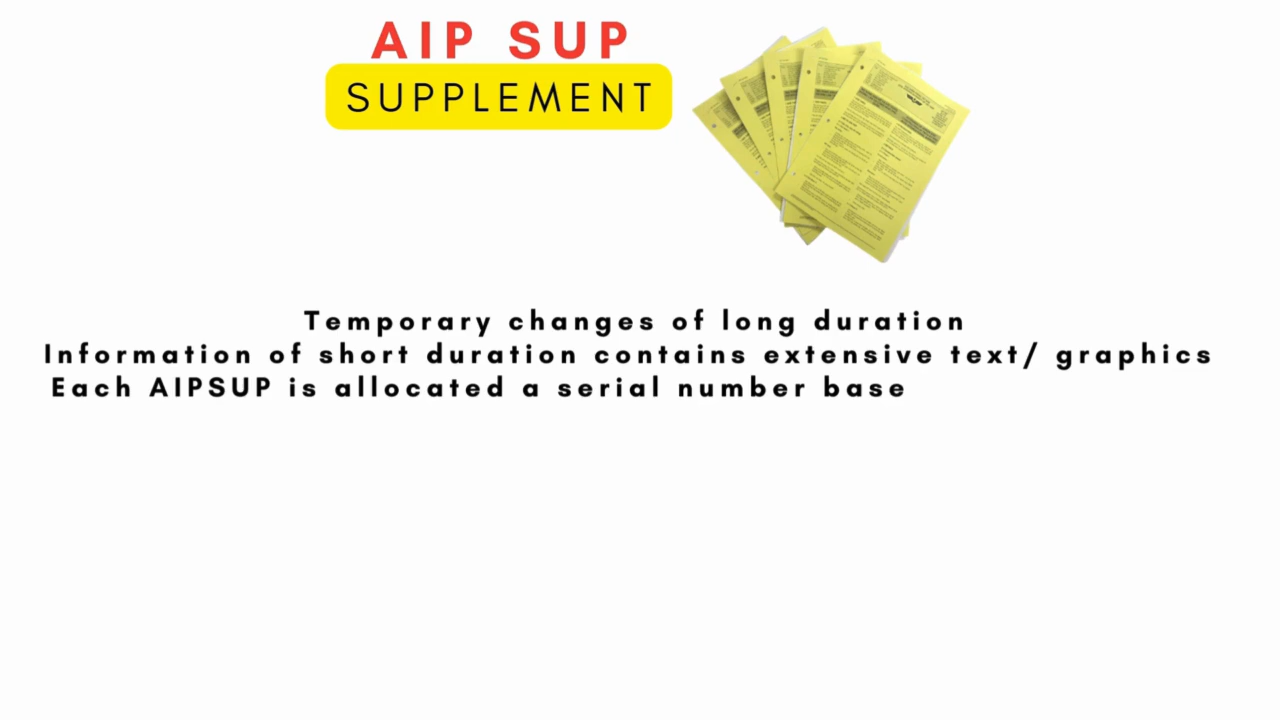 AIP SUP
SUPPLEMENT
Temporary changes of long duration
Information of short duration contains extensive text/ graphics
Each AIPSUP is allocated a serial number base